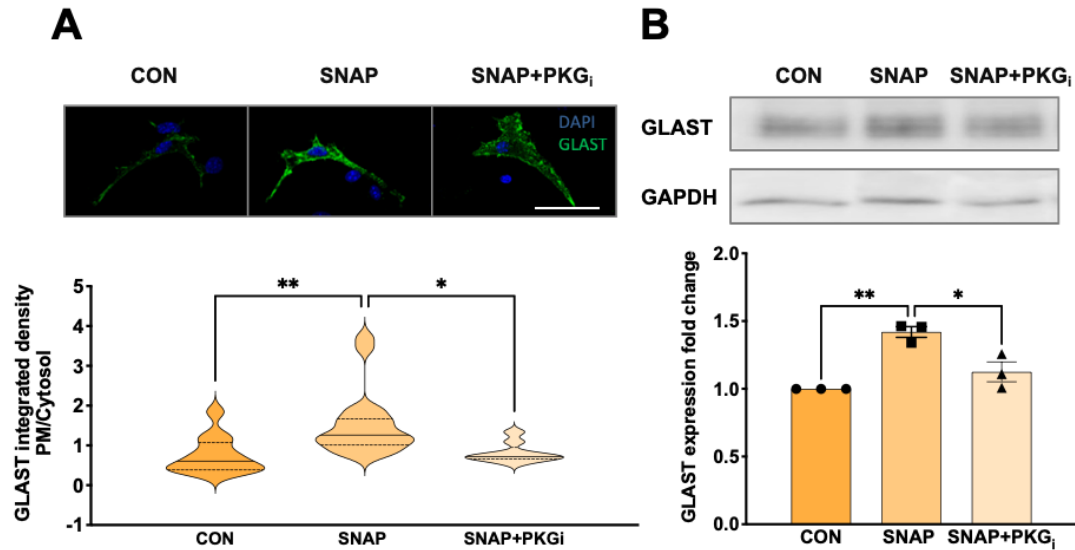 A
CON SNAP SNAP+PKGi
DAPI
GLAST
GLAST integrated density
PM/Cytosol
5
4
3
2
1
0
-1
** *
CON SNAP SNAP+PKGi
B
CON SNAP SNAP+PKGi
GLAST
GAPDH
GLAST expression fold change
2.0
1.5
1.0
0.5
0.0
** *
CON SNAP SNAP+PKGi